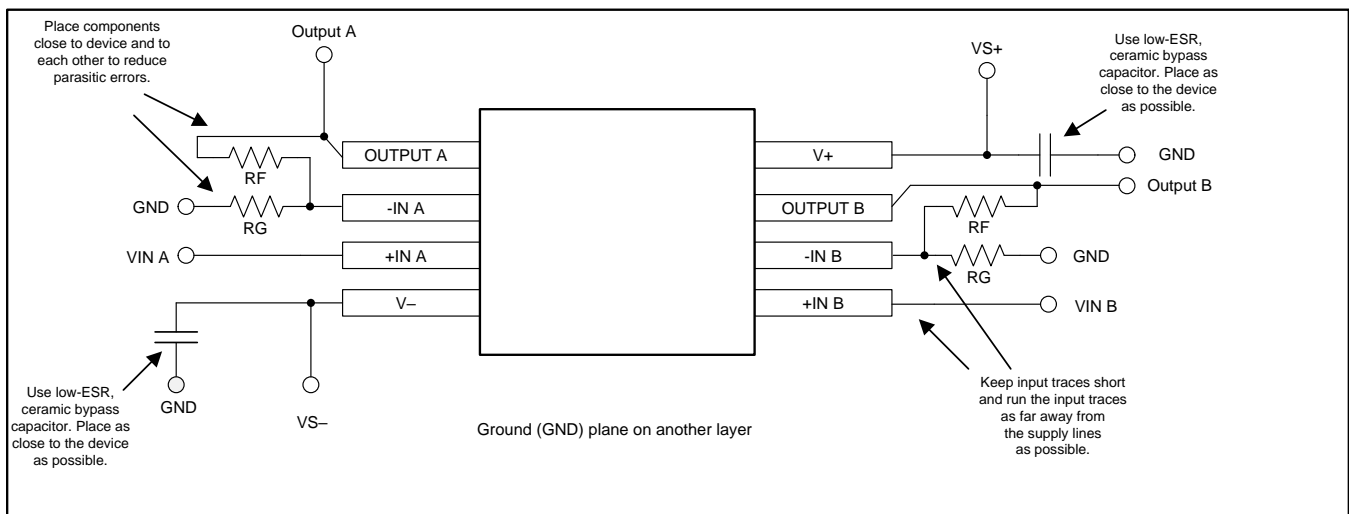 Place components
close to device and to
each other to reduce
parasitic errors.
Output A
VS+
Use low-ESR,
ceramic bypass
capacitor. Place as
close to the device
as possible.
OUTPUT A
V+
GND
RF
Output B
GND
RG
-IN A
OUTPUT B
RF
VIN A
+IN A
-IN B
RG
GND
V–
+IN B
VIN B
Use low-ESR,
ceramic bypass
capacitor. Place as
close to the device
as possible.
GND
VS–
Ground (GND) plane on another layer
Keep input traces short
and run the input traces
as far away from
the supply lines
as possible.